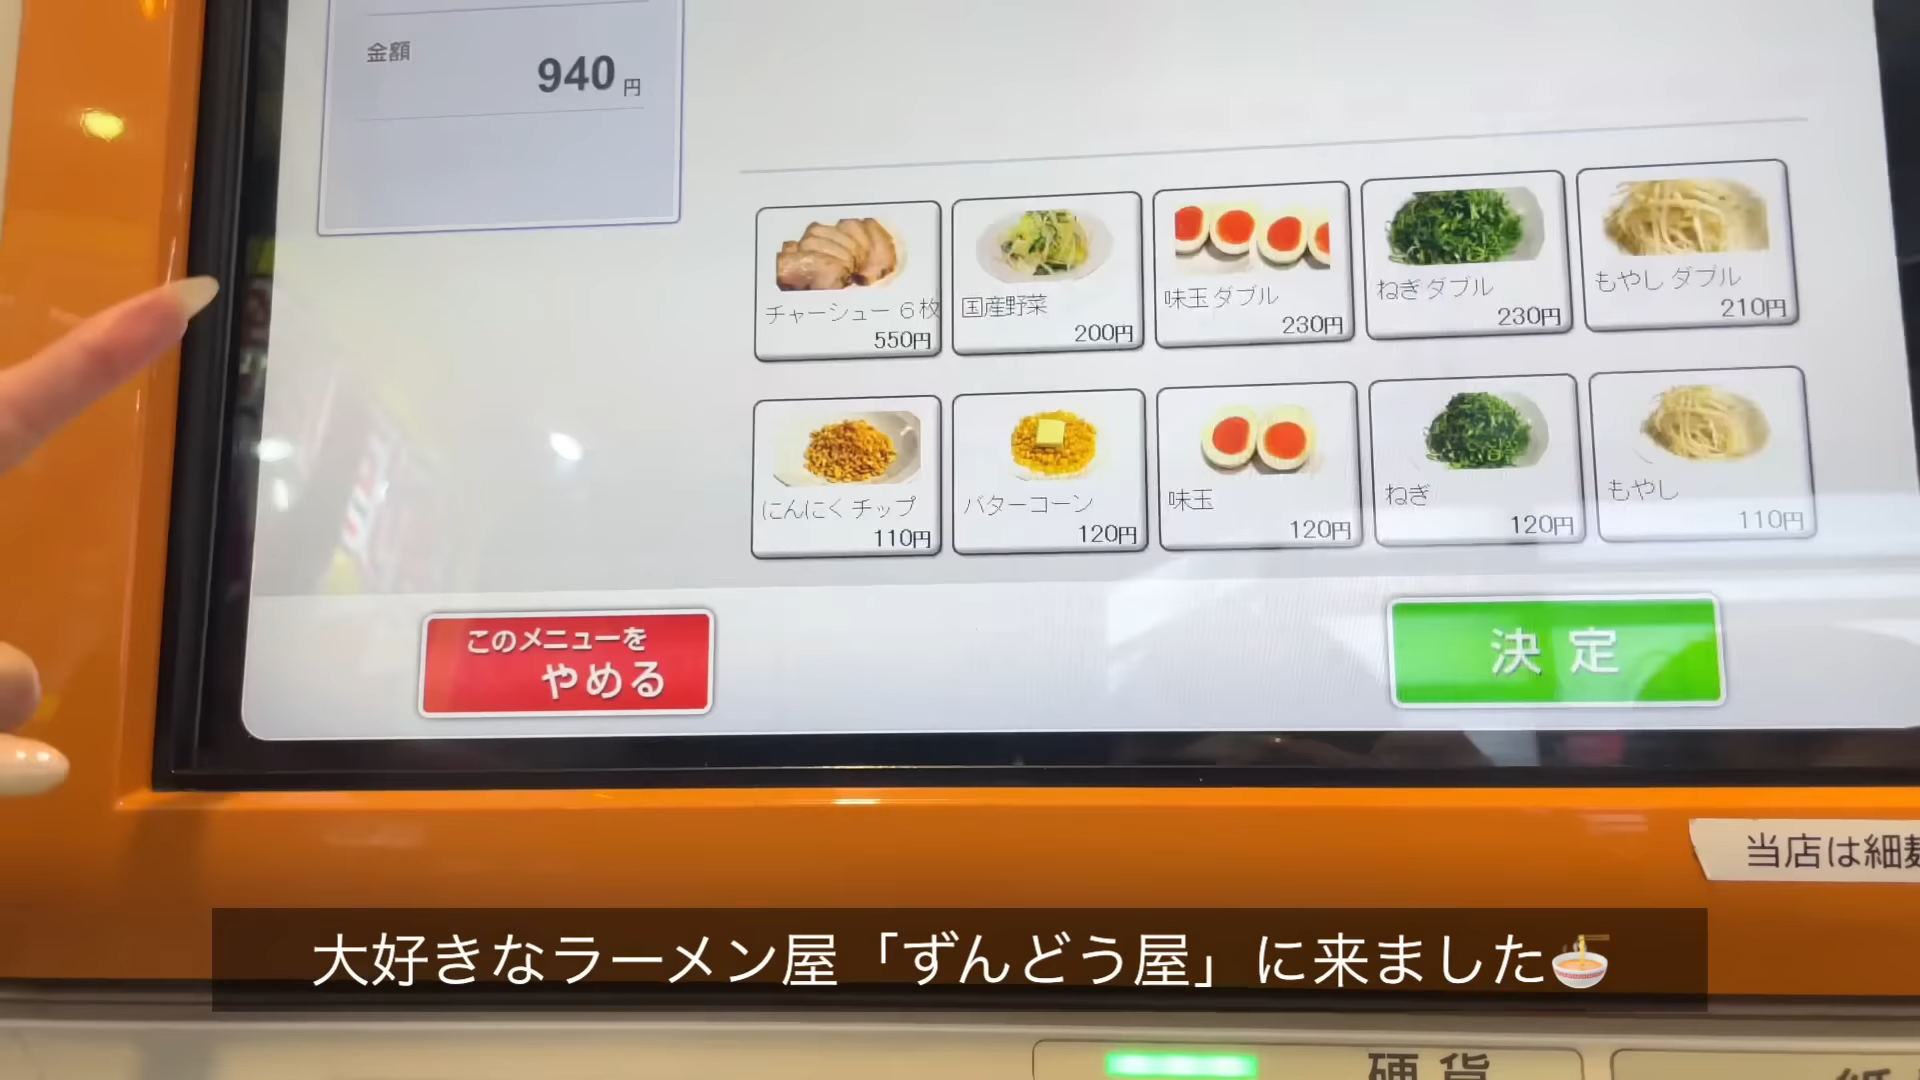 金額
940円
チャーシュー 6枚
550円
国産野菜
200円
味玉 ダブル
230円
ねぎ ダブル
230円
もやし ダブル
210円
にんにく チップ
110円
バターコーン
120円
味玉
120円
ねぎ
120円
もやし
110円
このメニューを
やめる
決定
当店は細麺
大好きなラーメン屋「ずんどう屋」に来ました🍜
硬貨